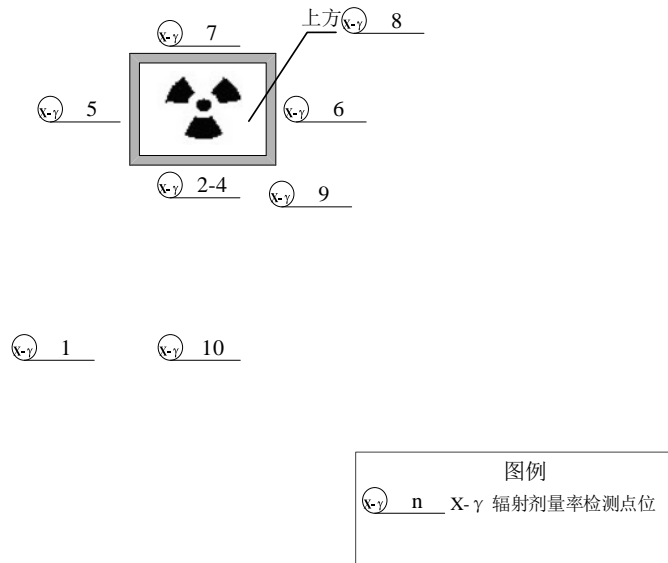 上方 X-γ 8
X-γ 7
X-γ 5
X-γ 6
X-γ 2-4
X-γ 9
X-γ 1
X-γ 10
图例
X-γ n X-γ 辐射剂量率检测点位